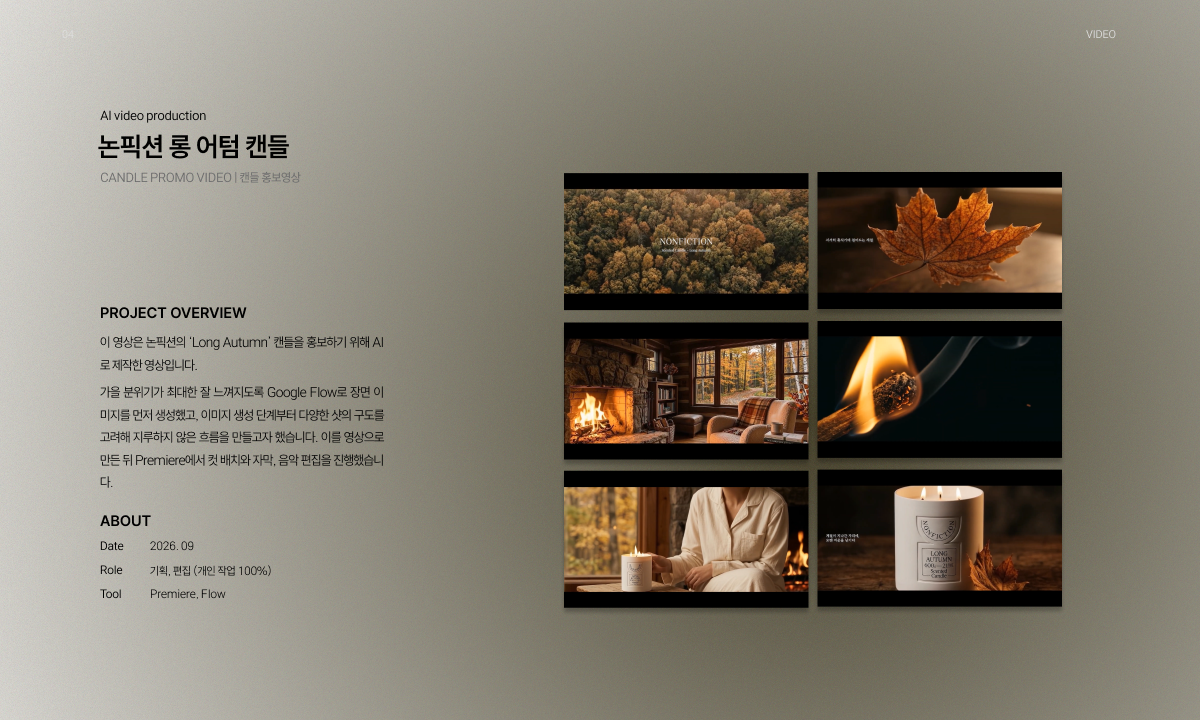 04
VIDEO
AI video production
논픽션 롱 어텀 캔들
CANDLE PROMO VIDEO | 캔들 홍보영상
PROJECT OVERVIEW
이 영상은 논픽션의 ‘Long Autumn’ 캔들을 홍보하기 위해 AI
로 제작한 영상입니다.
가을 분위기가 최대한 잘 느껴지도록 Google Flow로 장면 이
미지를 먼저 생성했고, 이미지 생성 단계부터 다양한 샷의 구도를
고려해 지루하지 않은 흐름을 만들고자 했습니다. 이를 영상으로
만든 뒤 Premiere에서 컷 배치와 자막, 음악 편집을 진행했습니
다.
ABOUT
Date 2026. 09
Role 기획, 편집 (개인 작업 100%)
Tool Premiere, Flow
NONFICTION
NONFICTION
LONG
AUTUMN
Scented
Candle